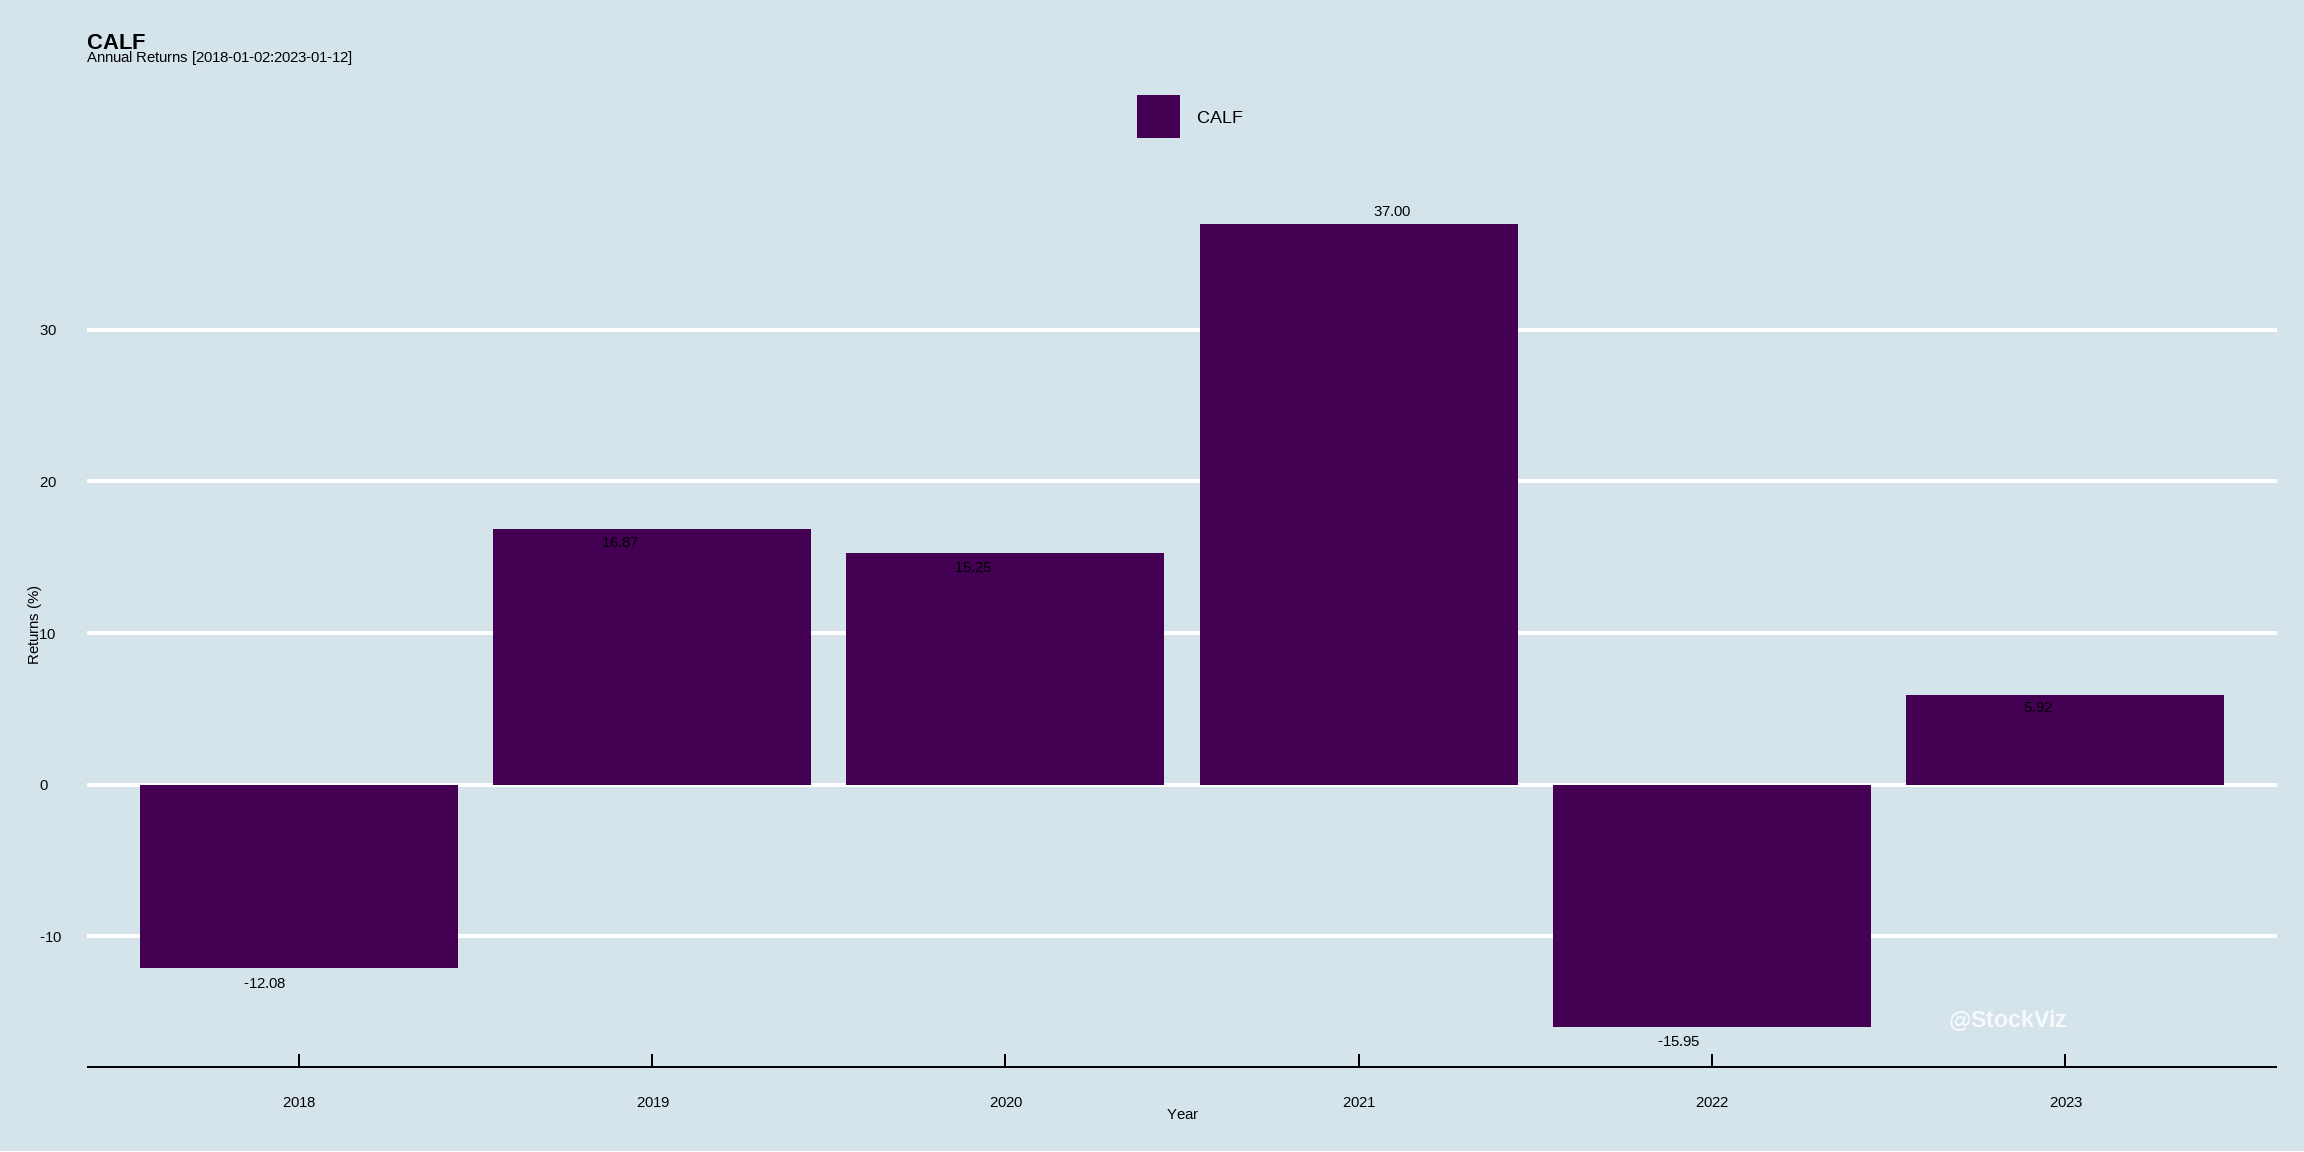 CALF
Annual Returns [2018-01-02:2023-01-12]
CALF
37.00
30
20
16.87
15.25
Returns (%)
10
5.92
0
-10
-12.08
@StockViz
-15.95
2018 2019 2020 2021 2022 2023
Year